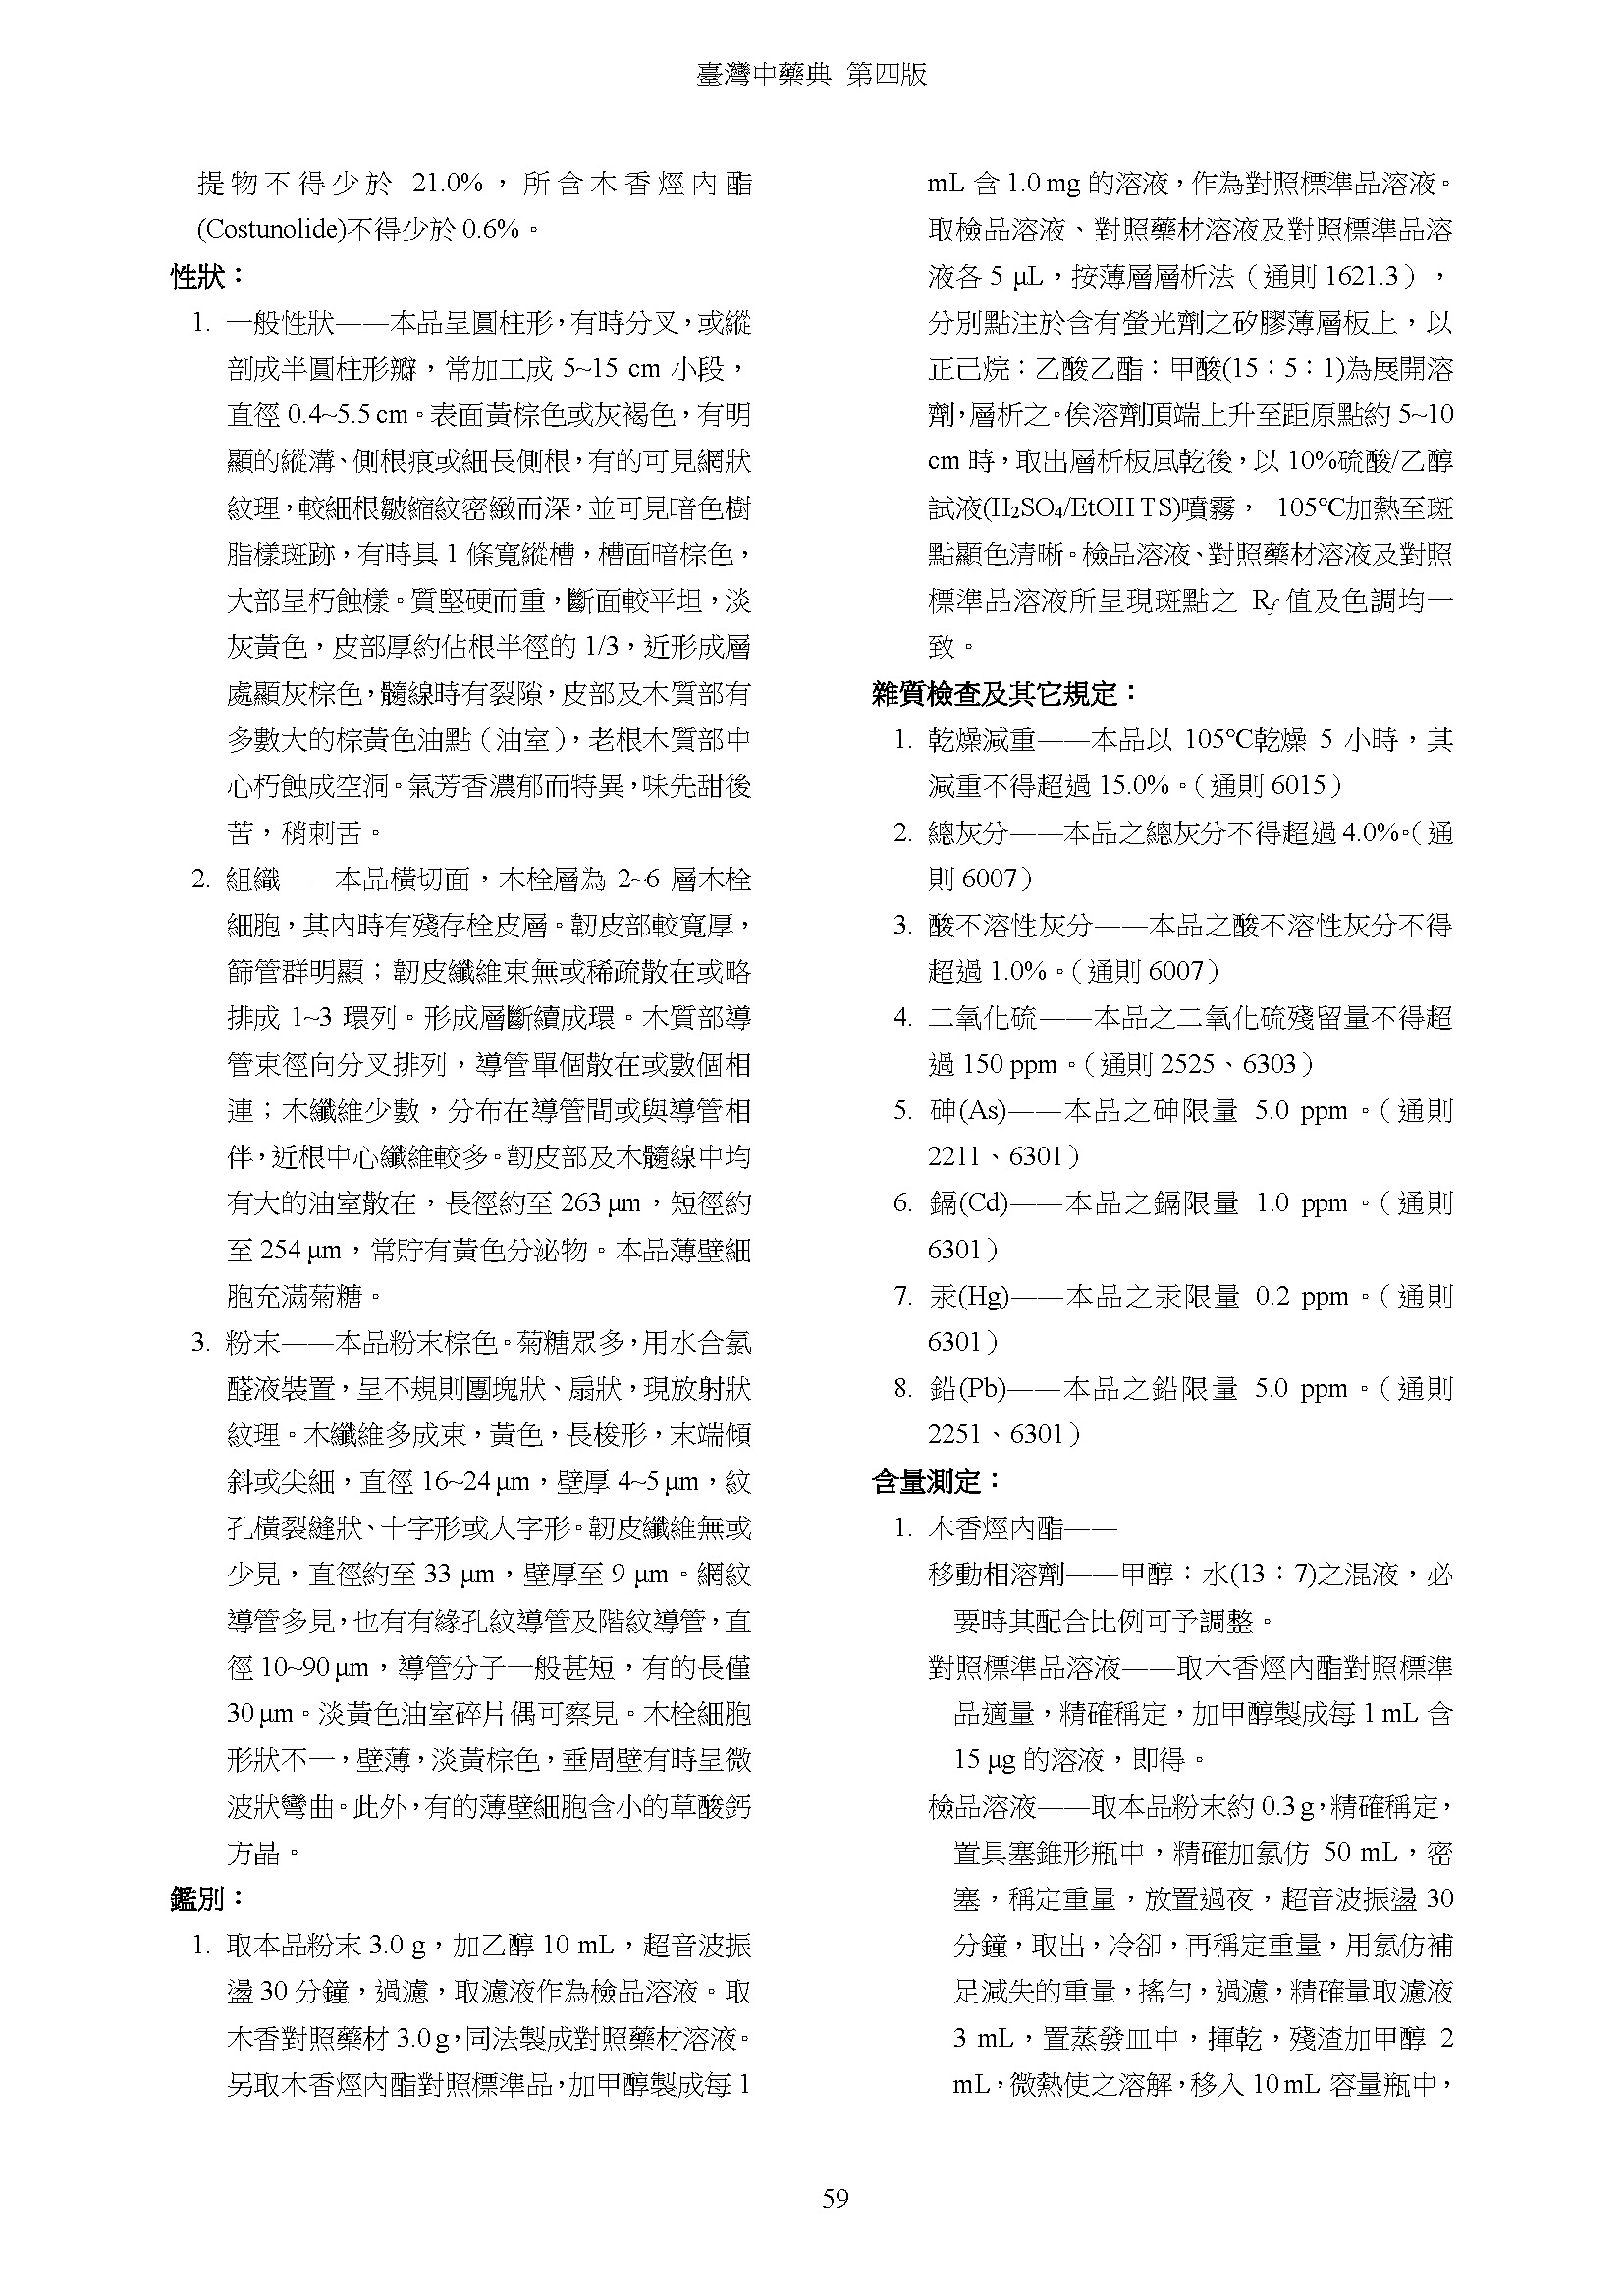 臺灣中藥典 第四版
提物不得少於 21.0%，所含木香烴內酯
(Costunolide)不得少於 0.6%。
性狀：
1. 一般性狀——本品呈圓柱形，有時分叉，或縱
剖成半圓柱形瓣，常加工成 5~15 cm 小段，
直徑 0.4~5.5 cm。表面黃棕色或灰褐色，有明
顯的縱溝、側根痕或細長側根，有的可見網狀
紋理，較細根皺縮紋密緻而深，並可見暗色樹
脂樣斑跡，有時具 1 條寬縱槽，槽面暗棕色，
大部呈朽蝕樣。質堅硬而重，斷面較平坦，淡
灰黃色，皮部厚約佔根半徑的 1/3，近形成層
處顯灰棕色，髓線時有裂隙，皮部及木質部有
多數大的棕黃色油點（油室），老根木質部中
心朽蝕成空洞。氣芳香濃郁而特異，味先甜後
苦，稍刺舌。
2. 組織——本品橫切面，木栓層為 2~6 層木栓
細胞，其內時有殘存栓皮層。韌皮部較寬厚，
篩管群明顯；韌皮纖維束無或稀疏散在或略
排成 1~3 環列。形成層斷續成環。木質部導
管束徑向分叉排列，導管單個散在或數個相
連；木纖維少數，分布在導管間或與導管相
伴，近根中心纖維較多。韌皮部及木髓線中均
有大的油室散在，長徑約至 263 μm，短徑約
至 254 μm，常貯有黃色分泌物。本品薄壁細
胞充滿菊糖。
3. 粉末——本品粉末棕色。菊糖眾多，用水合氯
醛液裝置，呈不規則團塊狀、扇狀，現放射狀
紋理。木纖維多成束，黃色，長梭形，末端傾
斜或尖細，直徑 16~24 μm，壁厚 4~5 μm，紋
孔橫裂縫狀、十字形或人字形。韌皮纖維無或
少見，直徑約至 33 μm，壁厚至 9 μm。網紋
導管多見，也有有緣孔紋導管及階紋導管，直
徑 10~90 μm，導管分子一般甚短，有的長僅
30 μm。淡黃色油室碎片偶可察見。木栓細胞
形狀不一，壁薄，淡黃棕色，垂周壁有時呈微
波狀彎曲。此外，有的薄壁細胞含小的草酸鈣
方晶。
鑑別：
1. 取本品粉末 3.0 g，加乙醇 10 mL，超音波振
盪 30 分鐘，過濾，取濾液作為檢品溶液。取
木香對照藥材 3.0 g，同法製成對照藥材溶液。
另取木香烴內酯對照標準品，加甲醇製成每 1
mL 含 1.0 mg 的溶液，作為對照標準品溶液。
取檢品溶液、對照藥材溶液及對照標準品溶
液各 5 μL，按薄層層析法（通則 1621.3），
分別點注於含有螢光劑之矽膠薄層板上，以
正己烷：乙酸乙酯：甲酸(15：5：1)為展開溶
劑，層析之。俟溶劑頂端上升至距原點約 5~10
cm 時，取出層析板風乾後，以 10%硫酸/乙醇
試液(H₂SO₄/EtOH TS)噴霧， 105℃加熱至斑
點顯色清晰。檢品溶液、對照藥材溶液及對照
標準品溶液所呈現斑點之 Rf 值及色調均一
致。
雜質檢查及其它規定：
1. 乾燥減重——本品以 105℃乾燥 5 小時，其
減重不得超過 15.0%。（通則 6015）
2. 總灰分——本品之總灰分不得超過 4.0%。（通
則 6007）
3. 酸不溶性灰分——本品之酸不溶性灰分不得
超過 1.0%。（通則 6007）
4. 二氧化硫——本品之二氧化硫殘留量不得超
過 150 ppm。（通則 2525、6303）
5. 砷(As)——本品之砷限量 5.0 ppm。（通則
2211、6301）
6. 鎘(Cd)——本品之鎘限量 1.0 ppm。（通則
6301）
7. 汞(Hg)——本品之汞限量 0.2 ppm。（通則
6301）
8. 鉛(Pb)——本品之鉛限量 5.0 ppm。（通則
2251、6301）
含量測定：
1. 木香烴內酯——
移動相溶劑——甲醇：水(13：7)之混液，必
要時其配合比例可予調整。
對照標準品溶液——取木香烴內酯對照標準
品適量，精確稱定，加甲醇製成每 1 mL 含
15 μg 的溶液，即得。
檢品溶液——取本品粉末約 0.3 g，精確稱定，
置具塞錐形瓶中，精確加氯仿 50 mL，密
塞，稱定重量，放置過夜，超音波振盪 30
分鐘，取出，冷卻，再稱定重量，用氯仿補
足減失的重量，搖勻，過濾，精確量取濾液
3 mL，置蒸發皿中，揮乾，殘渣加甲醇 2
mL，微熱使之溶解，移入 10 mL 容量瓶中，
59